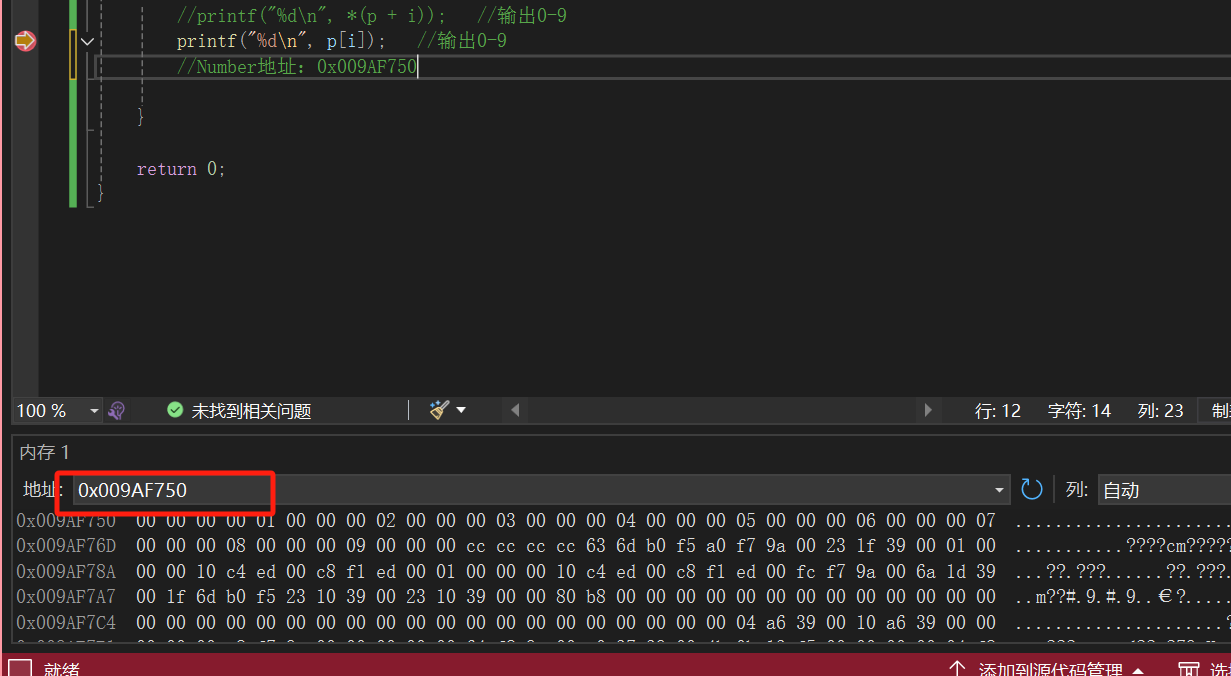 //printf("%d\n", *(p + i));   //输出0-9
printf("%d\n", p[i]);   //输出0-9
//Number地址：0x009AF750
}
return 0;
}
100 %
未找到相关问题
行: 12
字符: 14
列: 23
内存 1
地址: 0x009AF750
列: 自动
0x009AF750  00 00 00 00 01 00 00 00 02 00 00 00 03 00 00 00 04 00 00 00 05 00 00 00 06 00 00 00 07
0x009AF76D  00 00 00 08 00 00 00 09 00 00 00 cc cc cc cc 63 6d b0 f5 a0 f7 9a 00 23 1f 39 00 01 00
0x009AF78A  00 00 10 c4 ed 00 c8 f1 ed 00 01 00 00 00 10 c4 ed 00 c8 f1 ed 00 fc f7 9a 00 6a 1d 39
0x009AF7A7  00 1f 6d b0 f5 23 10 39 00 23 10 39 00 00 80 b8 00 00 00 00 00 00 00 00 00 00 00 00 00
0x009AF7C4  00 00 00 00 00 00 00 00 00 00 00 00 00 00 00 00 00 00 00 00 04 a6 39 00 10 a6 39 00 00
就绪
添加到源代码管理